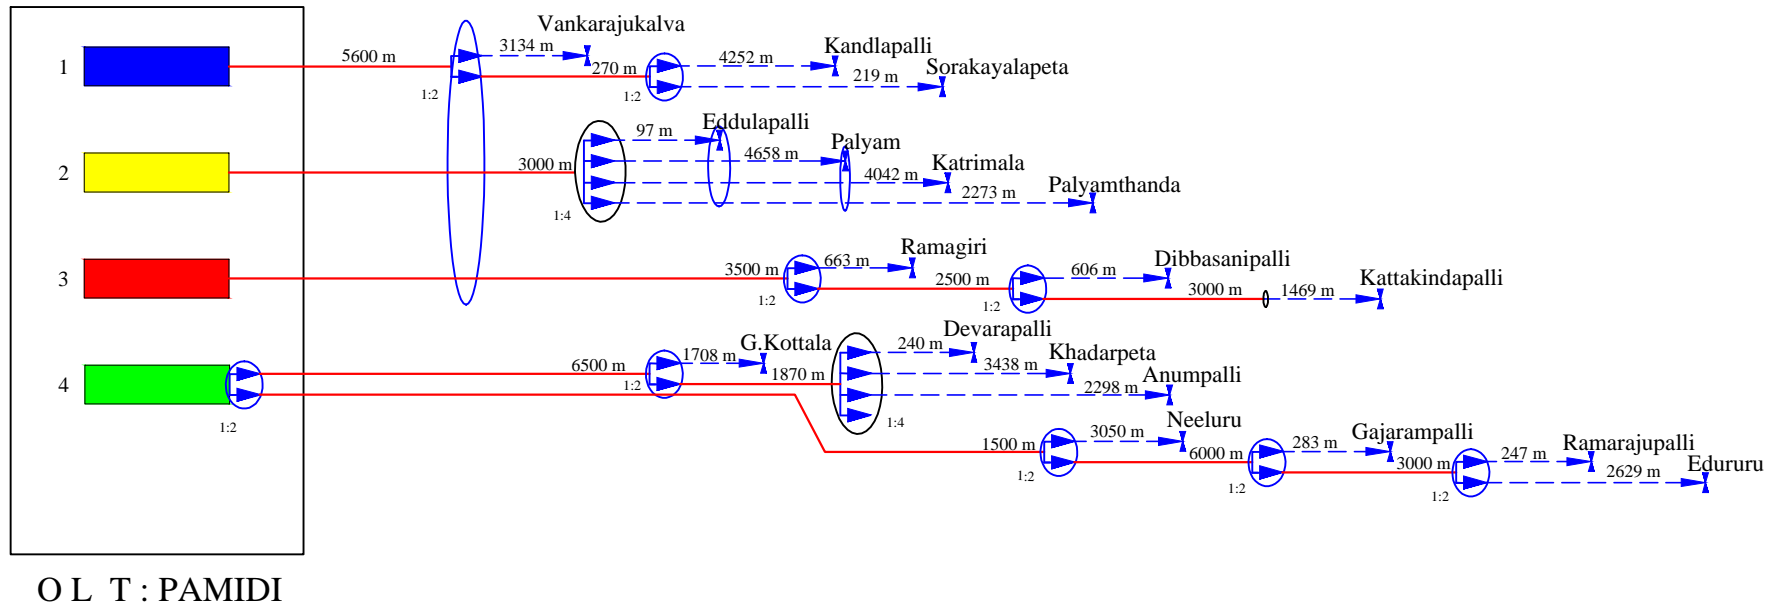 Vankarajukalva
1 5600 m 3134 m 4252 m Kandlapalli
270 m 219 m Sorakayalapeta
1:2 1:2
97 m Eddulapalli
2 3000 m 4658 m Palyam
4042 m Katrimala
2273 m Palyamthanda
1:4
3 3500 m 663 m Ramagiri
2500 m 606 m Dibbasanipalli
3000 m 1469 m Kattakindapalli
1:2 1:2
4 6500 m 1708 m G.Kottala
1870 m 240 m Devarapalli
3438 m Khadarpeta
2298 m Anumpalli
1:2 1:2 1:4
1500 m 3050 m Neeluru
6000 m 283 m Gajarampalli
3000 m 247 m Ramarajupalli
2629 m Edururu
1:2 1:2 1:2
O L T : PAMIDI